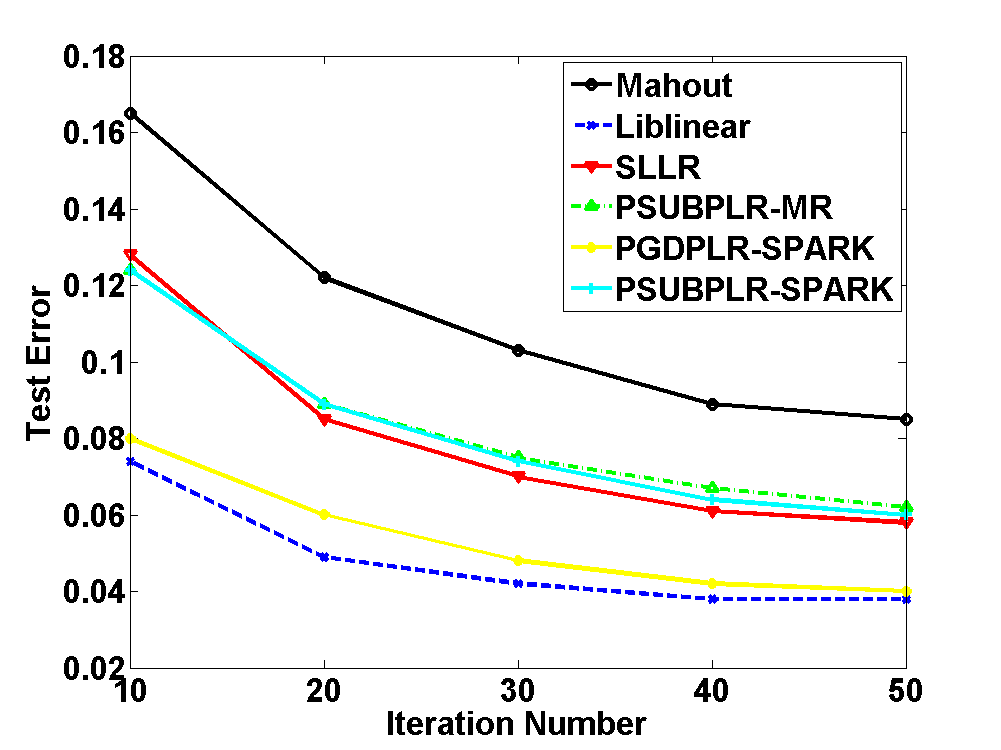 0.18
0.16
0.14
0.12
0.1
0.08
0.06
0.04
0.02
Test Error
10 20 30 40 50
Iteration Number
Mahout
Liblinear
SLLR
PSUBPLR-MR
PGDPLR-SPARK
PSUBPLR-SPARK